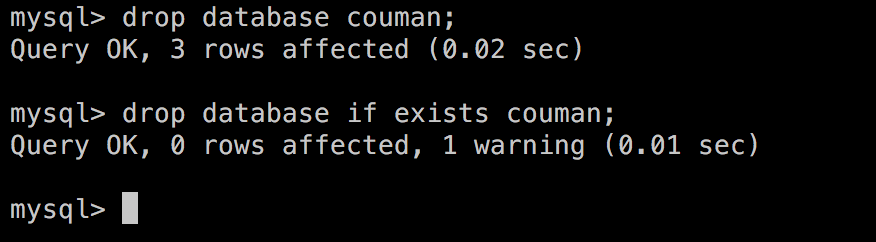 mysql> drop database couman;
Query OK, 3 rows affected (0.02 sec)
mysql> drop database if exists couman;
Query OK, 0 rows affected, 1 warning (0.01 sec)
mysql>